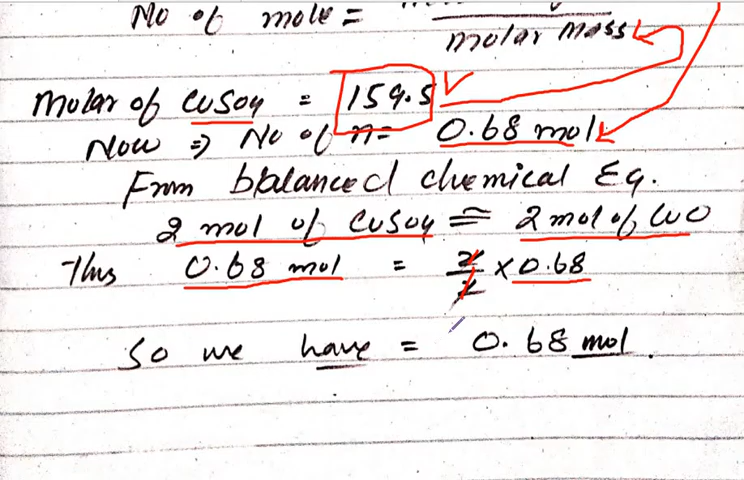 No of mole =
molar mass
Molar of CuSO4 = 159.5
Now ⇒ No of n = 0.68 mol
From balanced chemical Eq.
2 mol of CuSO4 = 2 mol of CuO
Thus 0.68 mol = 2/2 × 0.68
So we have = 0.68 mol.